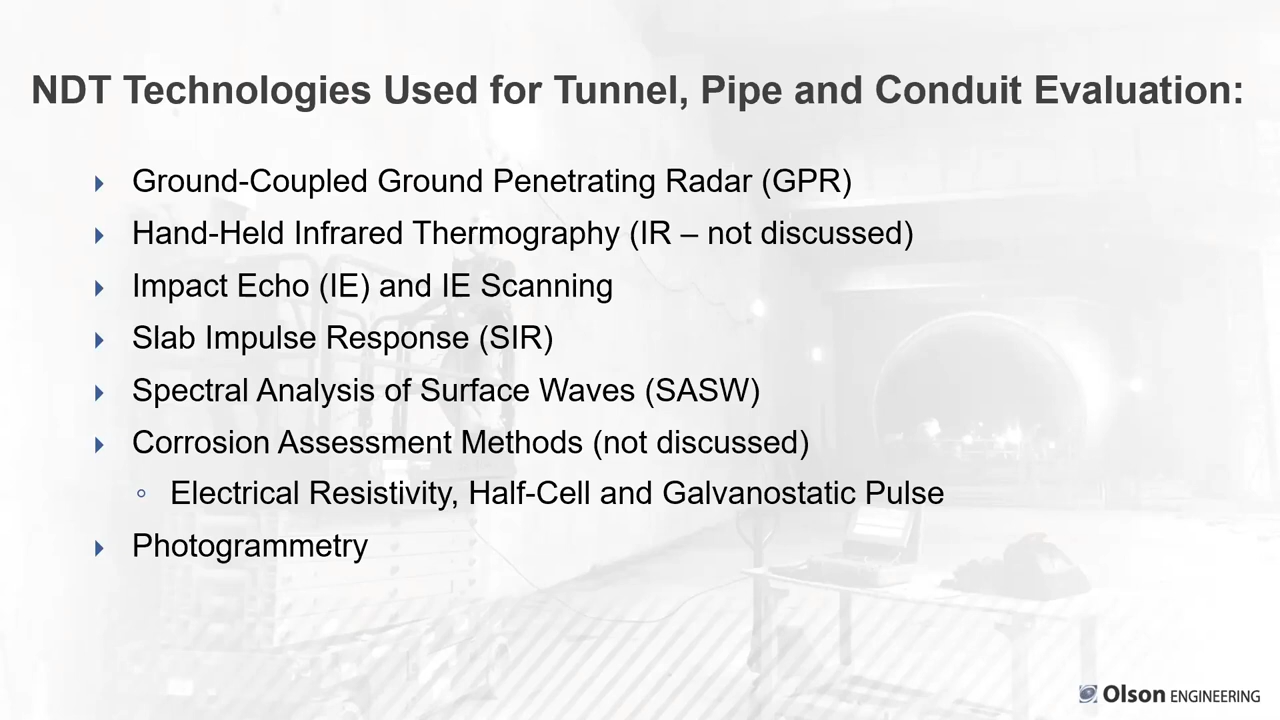 NDT Technologies Used for Tunnel, Pipe and Conduit Evaluation:
Ground-Coupled Ground Penetrating Radar (GPR)
Hand-Held Infrared Thermography (IR – not discussed)
Impact Echo (IE) and IE Scanning
Slab Impulse Response (SIR)
Spectral Analysis of Surface Waves (SASW)
Corrosion Assessment Methods (not discussed)
Electrical Resistivity, Half-Cell and Galvanostatic Pulse
Photogrammetry
Olson ENGINEERING